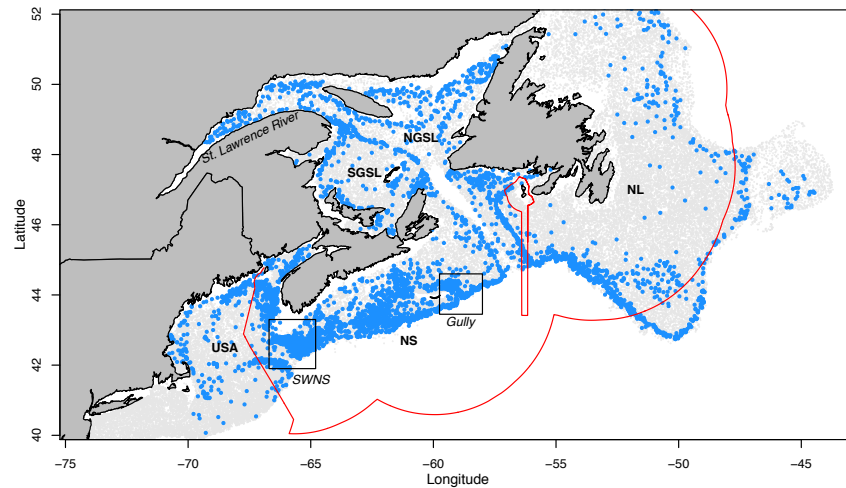 52
50
48
46
44
42
40
Latitude
St. Lawrence River
NGSL
SGSL
NL
USA
NS
Gully
SWNS
−75
−70
−65
−60
−55
−50
−45
Longitude